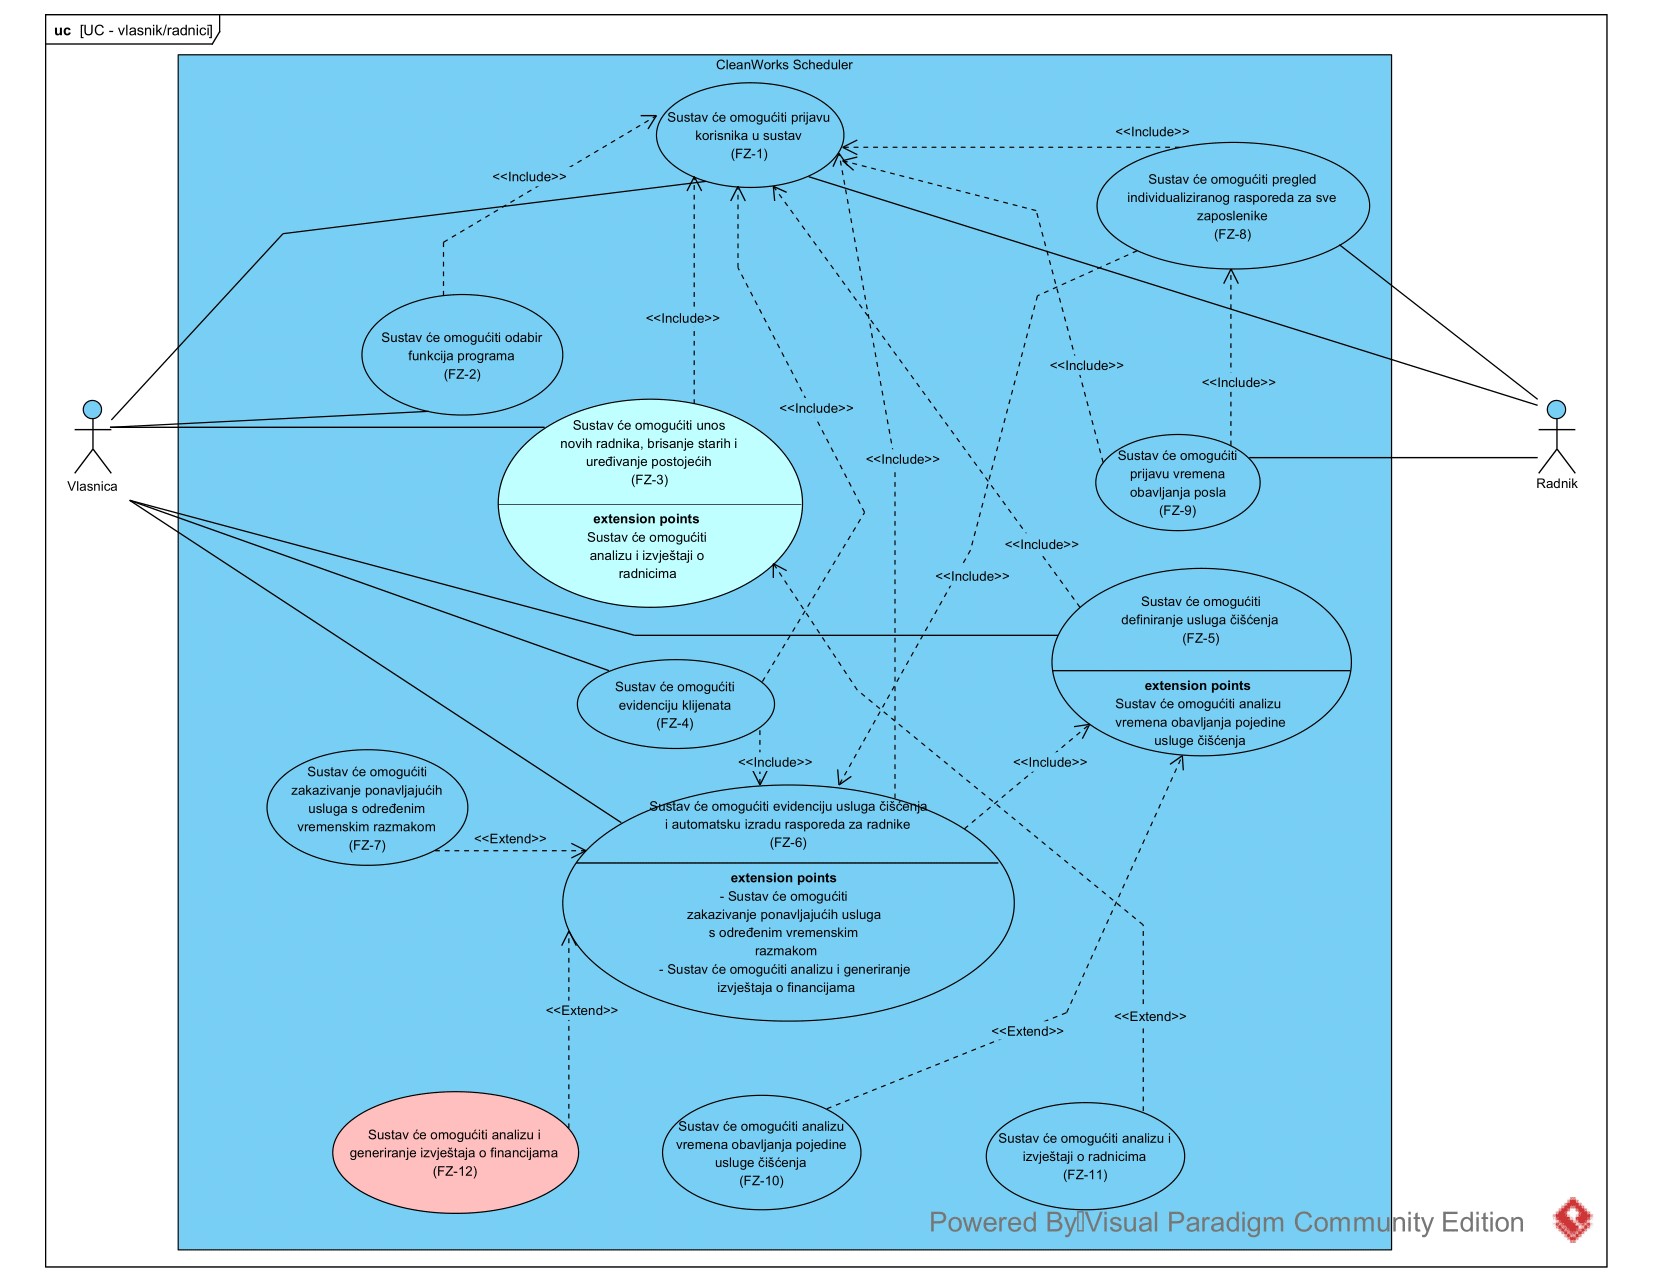 uc [UC - vlasnik/radnici]
CleanWorks Scheduler
Sustav će omogućiti prijavu
korisnika u sustav
(FZ-1)
<<Include>>
<<Include>>
Sustav će omogućiti pregled
individualiziranog rasporeda za sve
zaposlenike
(FZ-8)
<<Include>>
Sustav će omogućiti odabir
funkcija programa
(FZ-2)
<<Include>>
<<Include>>
<<Include>>
Sustav će omogućiti unos
novih radnika, brisanje starih i
uređivanje postojećih
(FZ-3)
extension points
Sustav će omogućiti
analizu i izvještaji o
radnicima
<<Include>>
Sustav će omogućiti
prijavu vremena
obavljanja posla
(FZ-9)
Vlasnica
Radnik
<<Include>>
<<Include>>
Sustav će omogućiti
definiranje usluga čišćenja
(FZ-5)
extension points
Sustav će omogućiti analizu
vremena obavljanja pojedine
usluge čišćenja
Sustav će omogućiti
evidenciju klijenata
(FZ-4)
<<Include>>
<<Include>>
Sustav će omogućiti
zakazivanje ponavljajućih
usluga s određenim
vremenskim razmakom
(FZ-7)
<<Extend>>
Sustav će omogućiti evidenciju usluga čišćenja
i automatsku izradu rasporeda za radnike
(FZ-6)
extension points
- Sustav će omogućiti
zakazivanje ponavljajućih usluga
s određenim vremenskim
razmakom
- Sustav će omogućiti analizu i generiranje
izvještaja o financijama
<<Extend>>
<<Extend>>
<<Extend>>
Sustav će omogućiti analizu i
generiranje izvještaja o financijama
(FZ-12)
Sustav će omogućiti analizu
vremena obavljanja pojedine
usluge čišćenja
(FZ-10)
Sustav će omogućiti analizu i
izvještaji o radnicima
(FZ-11)
Powered By Visual Paradigm Community Edition